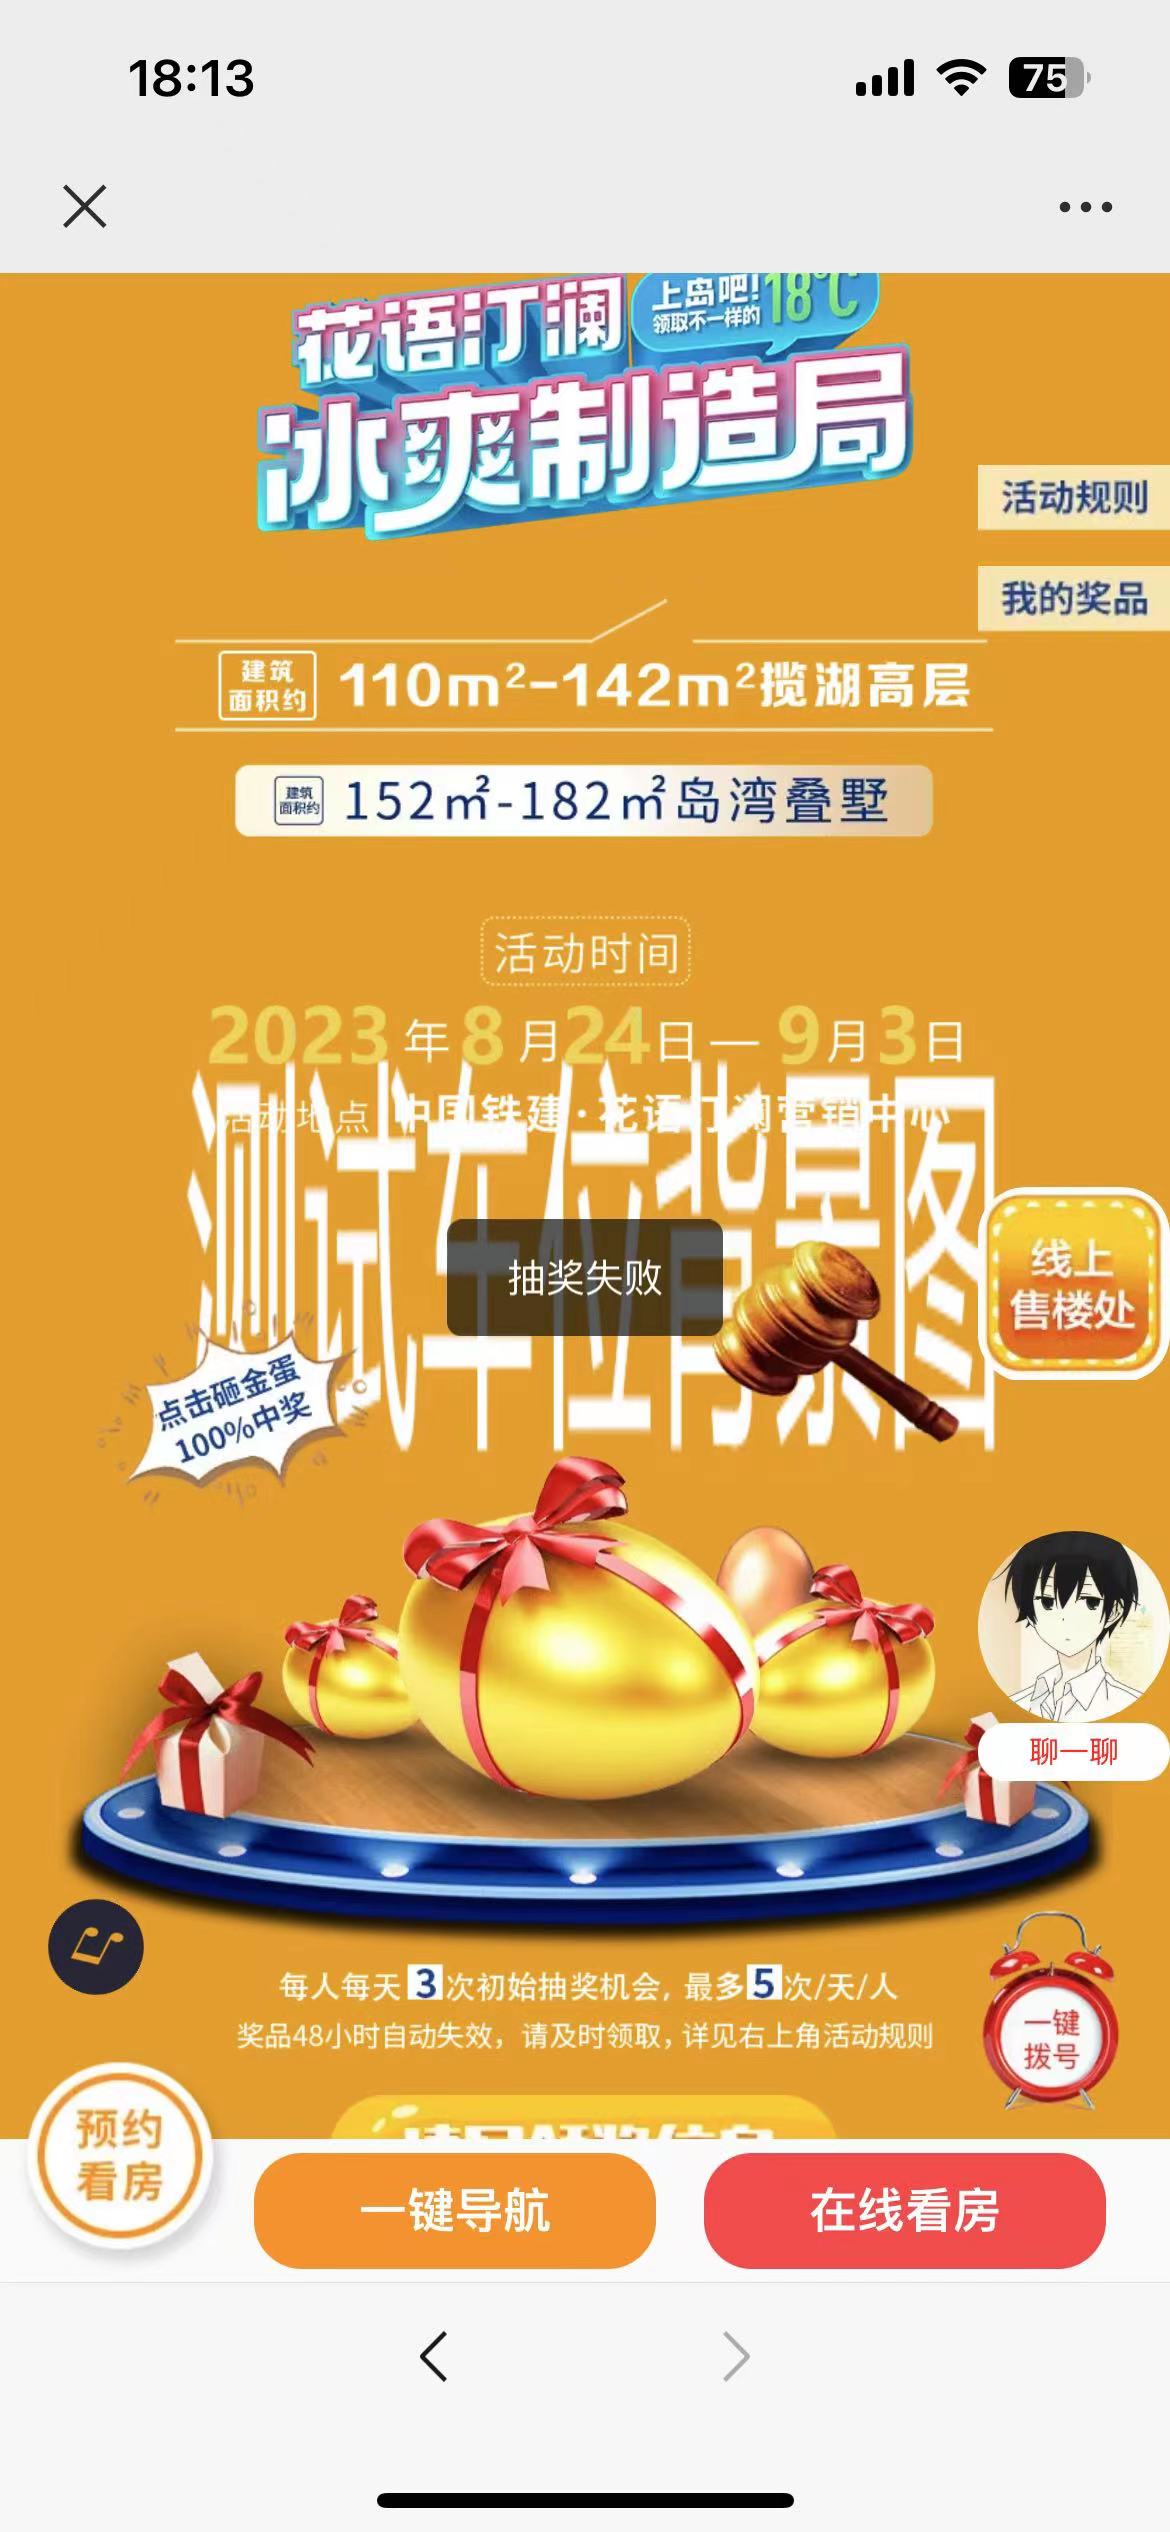 18:13
75
花语汀澜
上岛吧!
领取不一样的18℃
冰爽制造局
活动规则
我的奖品
建筑面积约 110m²-142m²揽湖高层
建筑面积约 152㎡-182㎡岛湾叠墅
活动时间
2023年8月24日—9月3日
活动地点 中国铁建·花语汀澜营销中心
测试车位背景图
抽奖失败
线上
售楼处
点击砸金蛋
100%中奖
聊一聊
每人每天3次初始抽奖机会, 最多5次/天/人
奖品48小时自动失效, 请及时领取, 详见右上角活动规则
一键
拨号
预约
看房
一键导航
在线看房